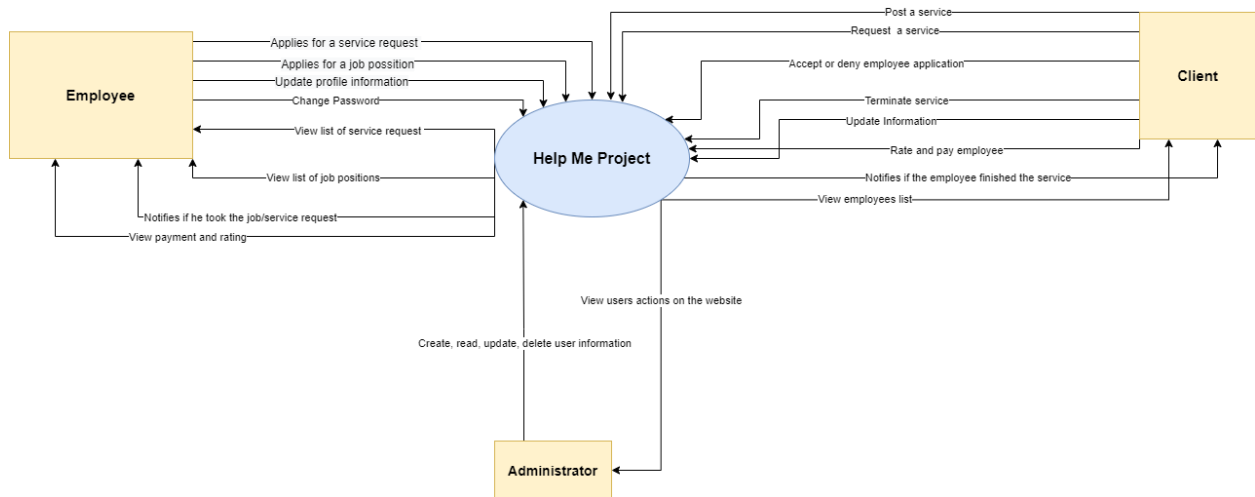 Post a service
Request a service
Applies for a service request
Applies for a job possition
Accept or deny employee application
Client
Update profile information
Employee
Change Password
Terminate service
Update Information
View list of service request
Rate and pay employee
Help Me Project
View list of job positions
Notifies if the employee finished the service
View employees list
Notifies if he took the job/service request
View payment and rating
View users actions on the website
Create, read, update, delete user information
Administrator